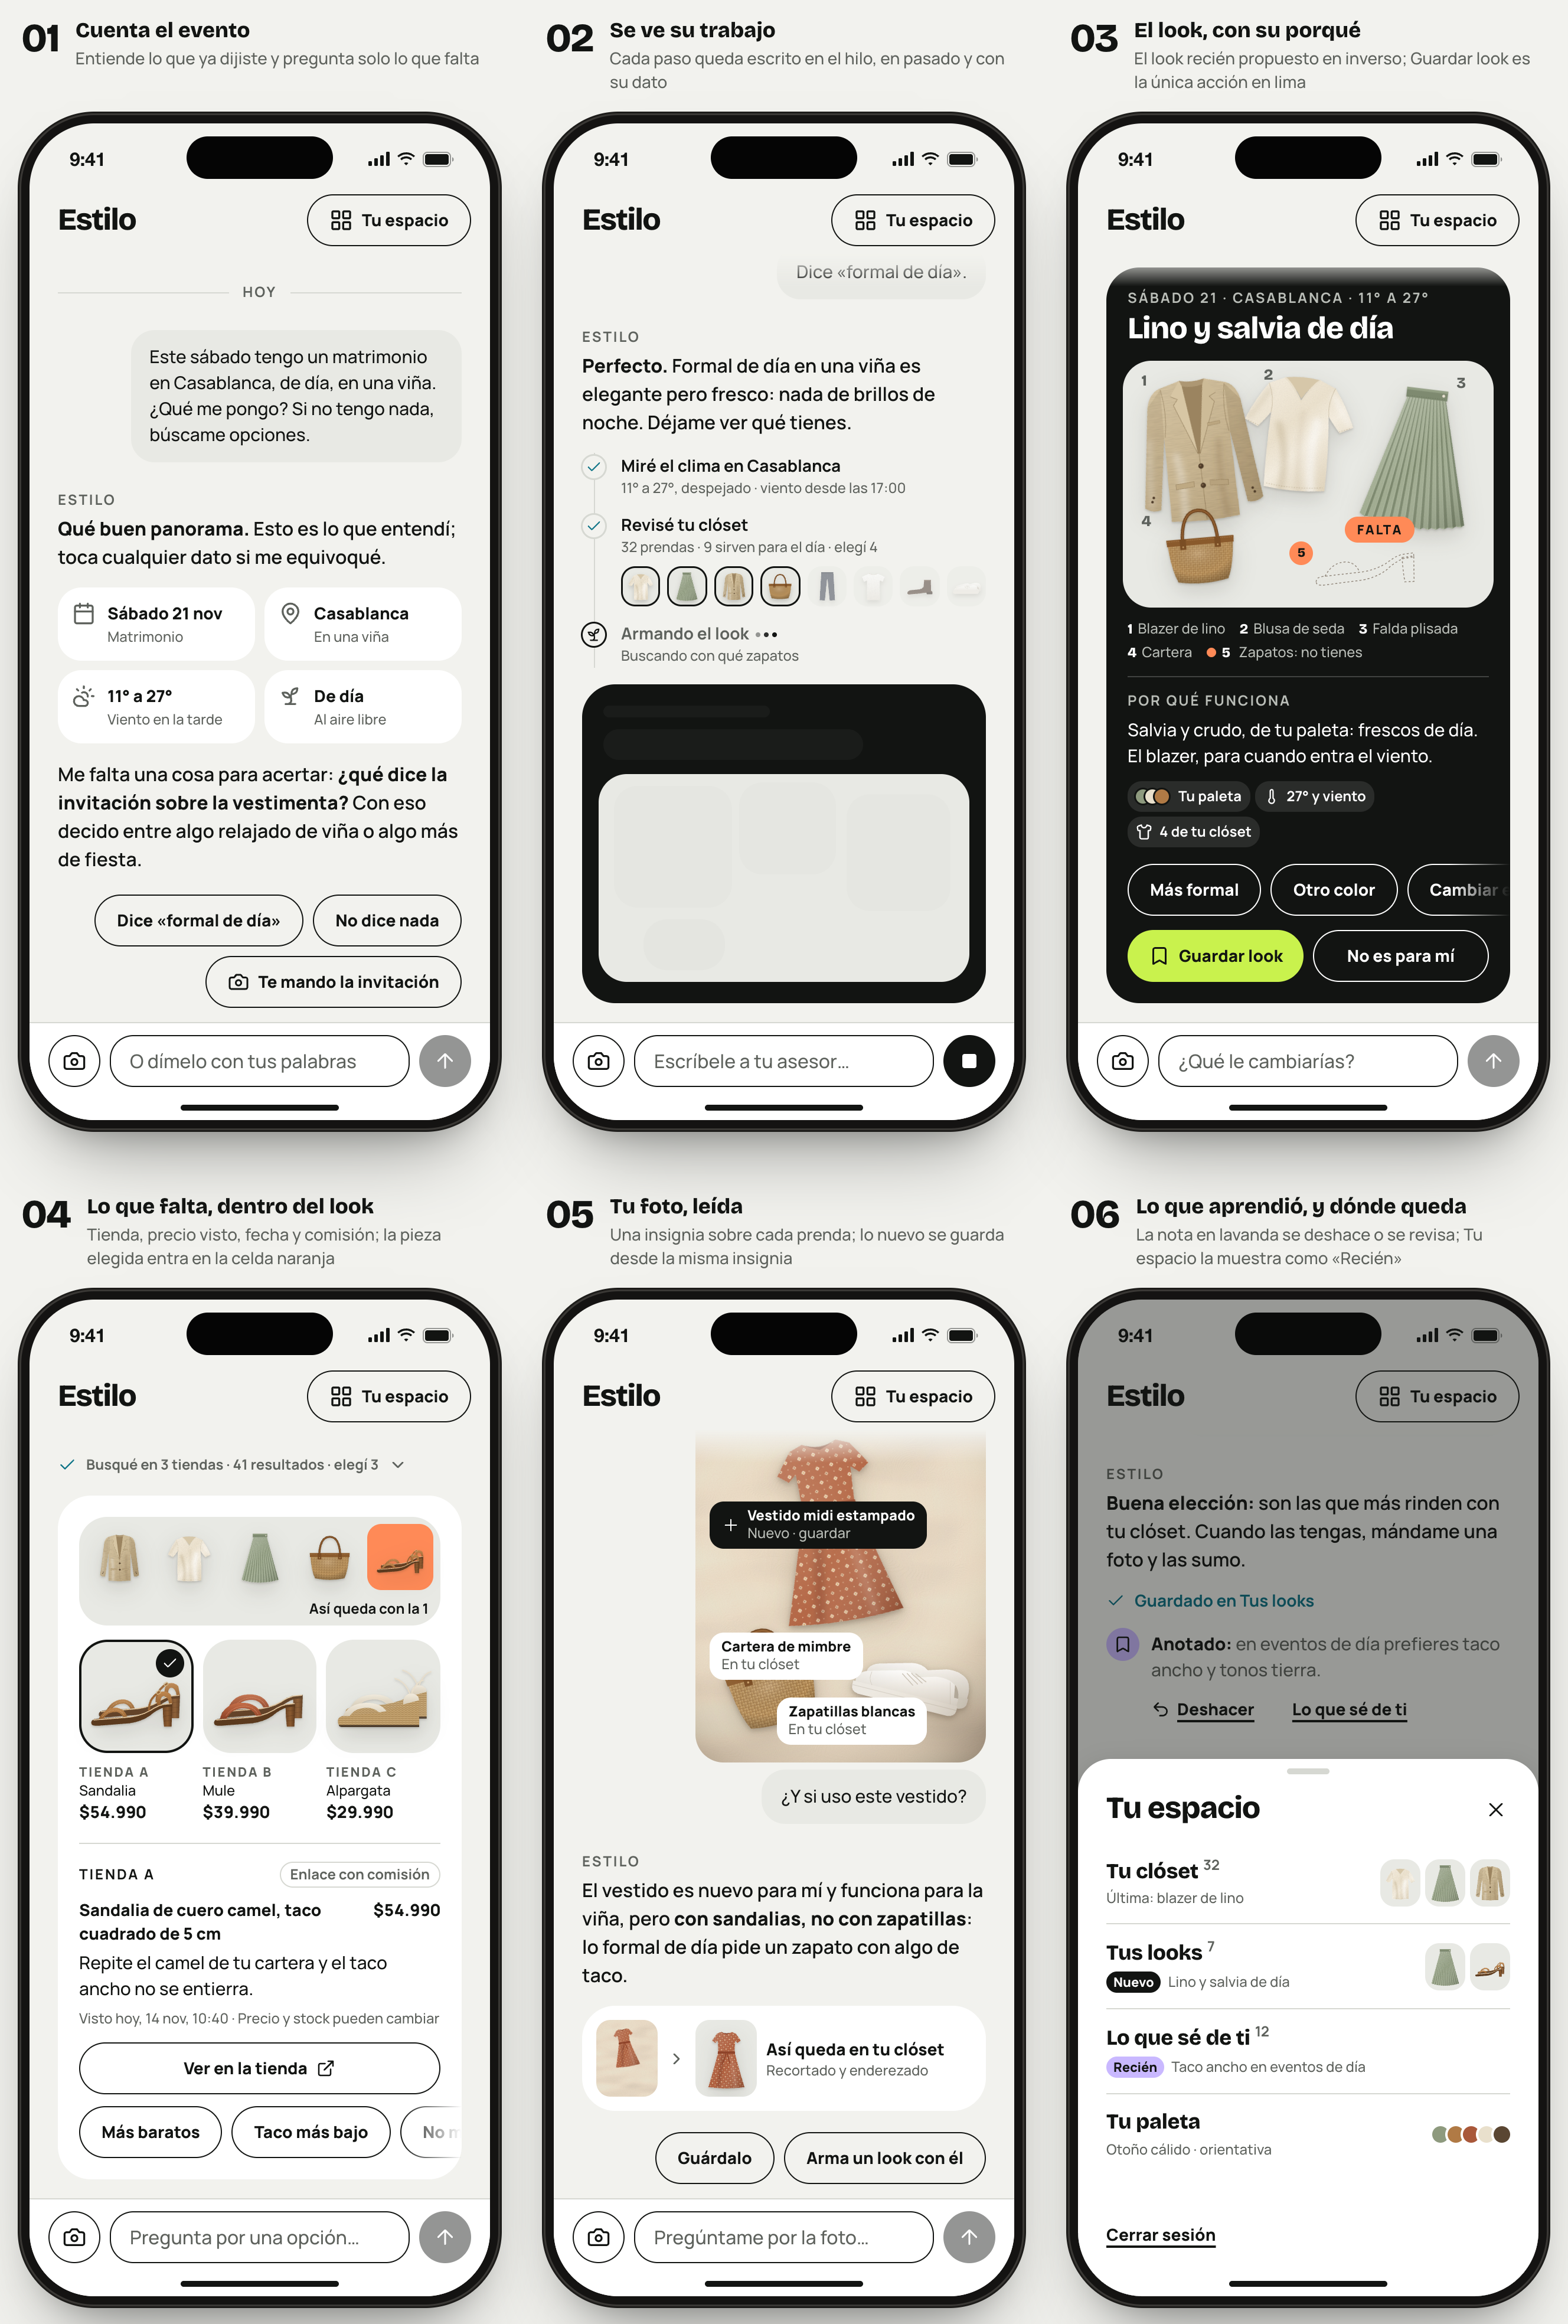 01 Cuenta el evento
Entiende lo que ya dijiste y pregunta solo lo que falta
9:41
Estilo
Tu espacio
HOY
Este sábado tengo un matrimonio
en Casablanca, de día, en una viña.
¿Qué me pongo? Si no tengo nada,
búscame opciones.
ESTILO
Qué buen panorama. Esto es lo que entendí;
toca cualquier dato si me equivoqué.
Sábado 21 nov
Matrimonio
Casablanca
En una viña
11° a 27°
Viento en la tarde
De día
Al aire libre
Me falta una cosa para acertar: ¿qué dice la
invitación sobre la vestimenta? Con eso
decido entre algo relajado de viña o algo más
de fiesta.
Dice «formal de día»
No dice nada
Te mando la invitación
O dímelo con tus palabras
02 Se ve su trabajo
Cada paso queda escrito en el hilo, en pasado y con
su dato
9:41
Estilo
Tu espacio
Dice «formal de día».
ESTILO
Perfecto. Formal de día en una viña es
elegante pero fresco: nada de brillos de
noche. Déjame ver qué tienes.
Miré el clima en Casablanca
11° a 27°, despejado · viento desde las 17:00
Revisé tu clóset
32 prendas · 9 sirven para el día · elegí 4
Armando el look
Buscando con qué zapatos
Escríbele a tu asesor...
03 El look, con su porqué
El look recién propuesto en inverso; Guardar look es
la única acción en lima
9:41
Estilo
Tu espacio
SÁBADO 21 · CASABLANCA · 11° A 27°
Lino y salvia de día
1
2
3
4
FALTA
5
1 Blazer de lino 2 Blusa de seda 3 Falda plisada
4 Cartera 5 Zapatos: no tienes
POR QUÉ FUNCIONA
Salvia y crudo, de tu paleta: frescos de día.
El blazer, para cuando entra el viento.
Tu paleta
27° y viento
4 de tu clóset
Más formal
Otro color
Cambiar
Guardar look
No es para mí
¿Qué le cambiarías?
04 Lo que falta, dentro del look
Tienda, precio visto, fecha y comisión; la pieza
elegida entra en la celda naranja
9:41
Estilo
Tu espacio
Busqué en 3 tiendas · 41 resultados · elegí 3
Así queda con la 1
TIENDA A
Sandalia
$54.990
TIENDA B
Mule
$39.990
TIENDA C
Alpargata
$29.990
TIENDA A
Enlace con comisión
Sandalia de cuero camel, taco
cuadrado de 5 cm
$54.990
Repite el camel de tu cartera y el taco
ancho no se entierra.
Visto hoy, 14 nov, 10:40 · Precio y stock pueden cambiar
Ver en la tienda
Más baratos
Taco más bajo
No
Pregunta por una opción...
05 Tu foto, leída
Una insignia sobre cada prenda; lo nuevo se guarda
desde la misma insignia
9:41
Estilo
Tu espacio
Vestido midi estampado
Nuevo · guardar
Cartera de mimbre
En tu clóset
Zapatillas blancas
En tu clóset
¿Y si uso este vestido?
ESTILO
El vestido es nuevo para mí y funciona para la
viña, pero con sandalias, no con zapatillas:
lo formal de día pide un zapato con algo de
taco.
Así queda en tu clóset
Recortado y enderezado
Guárdalo
Arma un look con él
Pregúntame por la foto...
06 Lo que aprendió, y dónde queda
La nota en lavanda se deshace o se revisa; Tu
espacio la muestra como «Recién»
9:41
Estilo
Tu espacio
ESTILO
Buena elección: son las que más rinden con
tu clóset. Cuando las tengas, mándame una
foto y las sumo.
Guardado en Tus looks
Anotado: en eventos de día prefieres taco
ancho y tonos tierra.
Deshacer
Lo que sé de ti
Tu espacio
Tu clóset 32
Última: blazer de lino
Tus looks 7
Nuevo Lino y salvia de día
Lo que sé de ti 12
Recién Taco ancho en eventos de día
Tu paleta
Otoño cálido · orientativa
Cerrar sesión